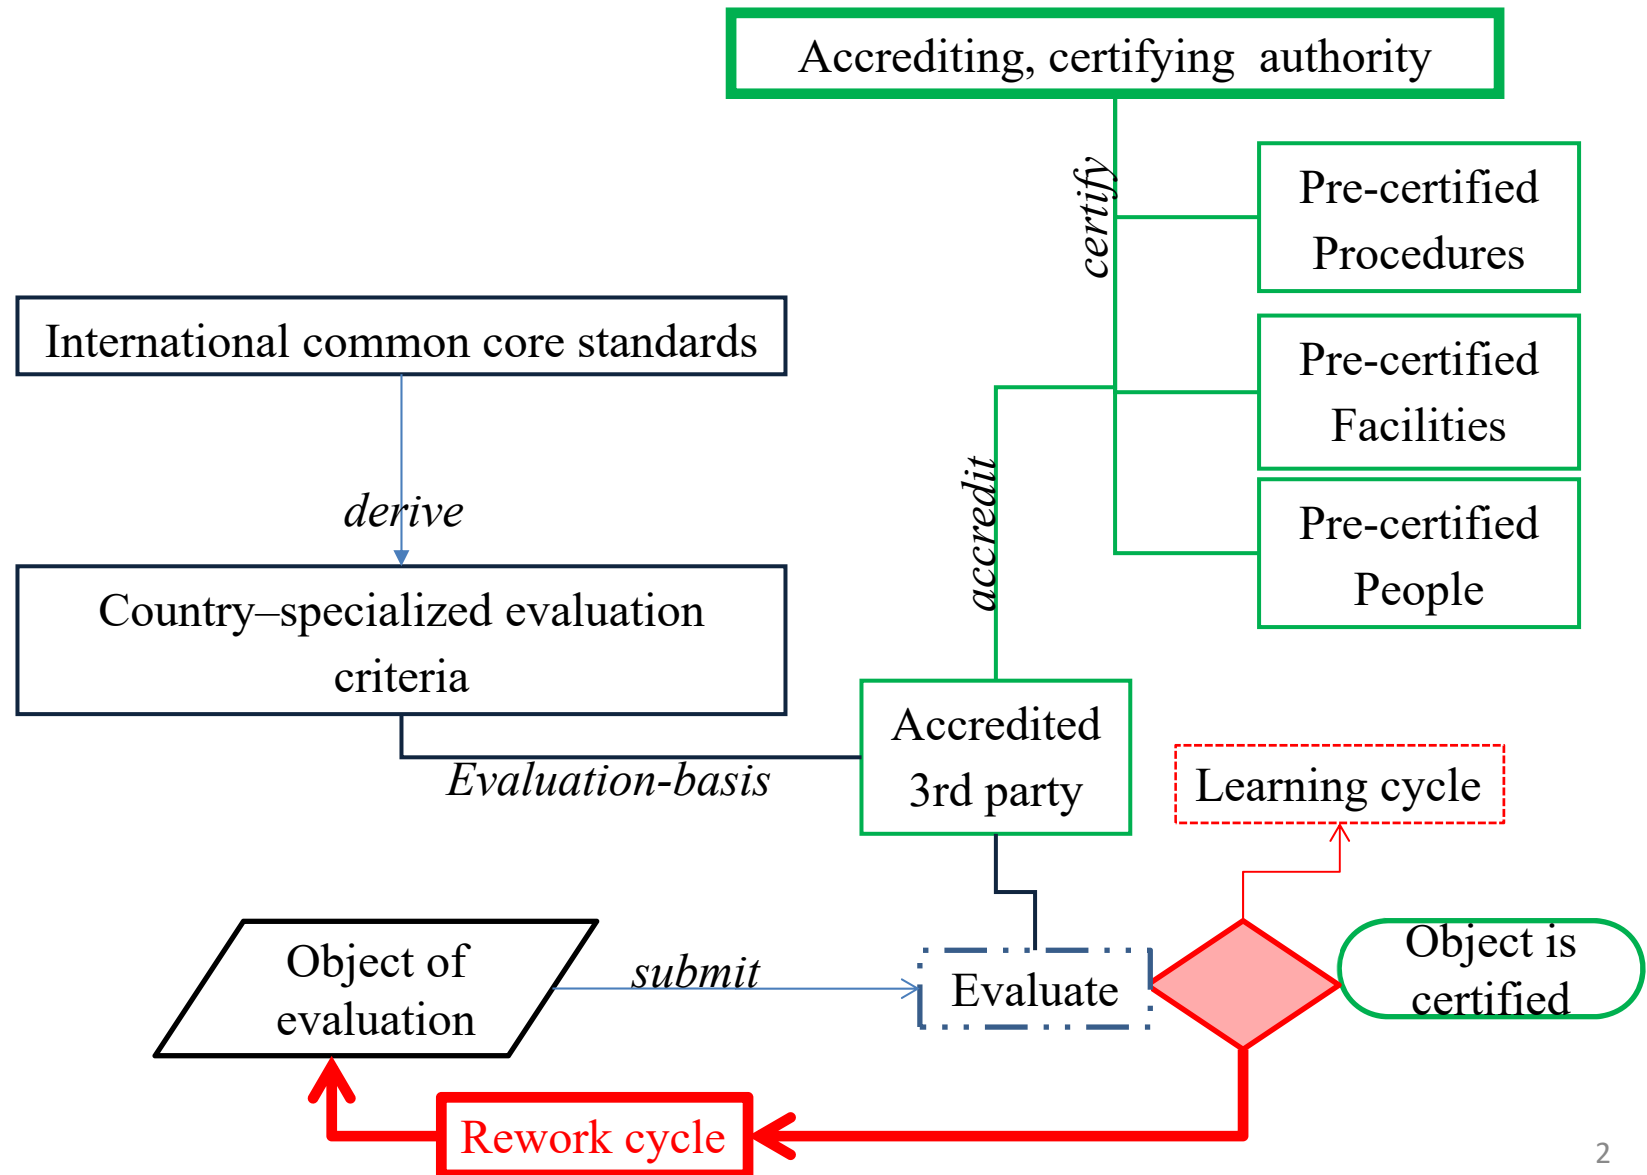 Accrediting, certifying authority
certify
Pre-certified
Procedures
International common core standards
Pre-certified
Facilities
derive
accredit
Pre-certified
People
Country–specialized evaluation
criteria
Accredited
3rd party
Evaluation-basis
Learning cycle
Object of
evaluation
submit
Evaluate
Object is
certified
Rework cycle
2